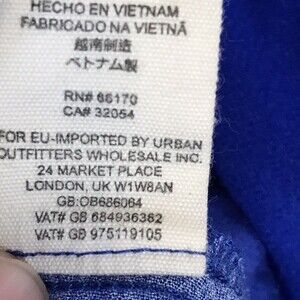 HECHO EN VIETNAM
FABRICADO NA VIETNÃ
越南制造
ベトナム製
RN# 66170
CA# 32054
FOR EU-IMPORTED BY URBAN
OUTFITTERS WHOLESALE INC.
24 MARKET PLACE
LONDON, UK W1W8AN
GB:OB686064
VAT# GB 684936382
VAT# GB 975119105